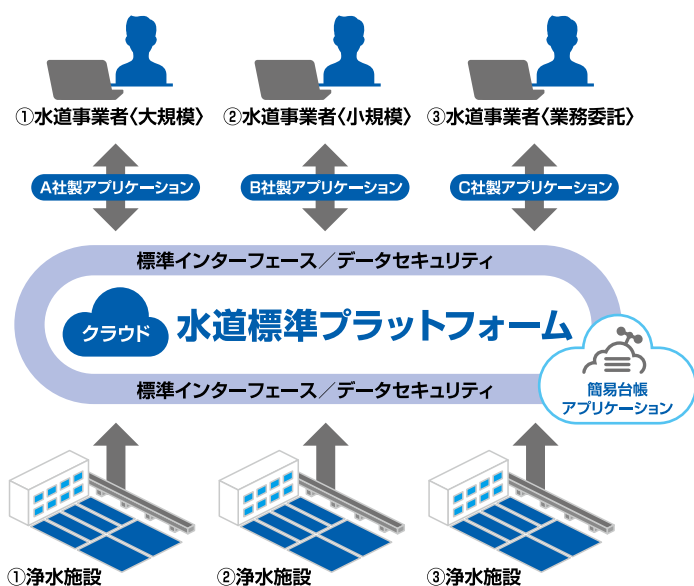 ①水道事業者〈大規模〉
②水道事業者〈小規模〉
③水道事業者〈業務委託〉
A社製アプリケーション
B社製アプリケーション
C社製アプリケーション
標準インターフェース／データセキュリティ
クラウド
水道標準プラットフォーム
標準インターフェース／データセキュリティ
簡易台帳
アプリケーション
①浄水施設
②浄水施設
③浄水施設